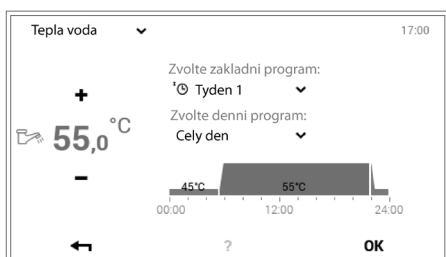 Tepla voda
17:00
Zvolte zakladni program:
Tyden 1
Zvolte denni program:
Cely den
55,0 °C
45°C 55°C
00:00 12:00 24:00
? OK